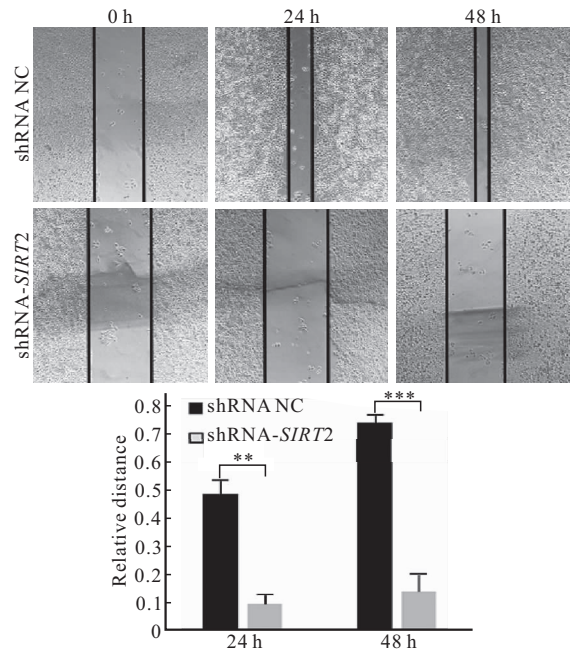 0 h
24 h
48 h
shRNA NC
shRNA-SIRT2
Relative distance
0.8
0.7
0.6
0.5
0.4
0.3
0.2
0.1
0
shRNA NC
shRNA-SIRT2
**
***
24 h
48 h